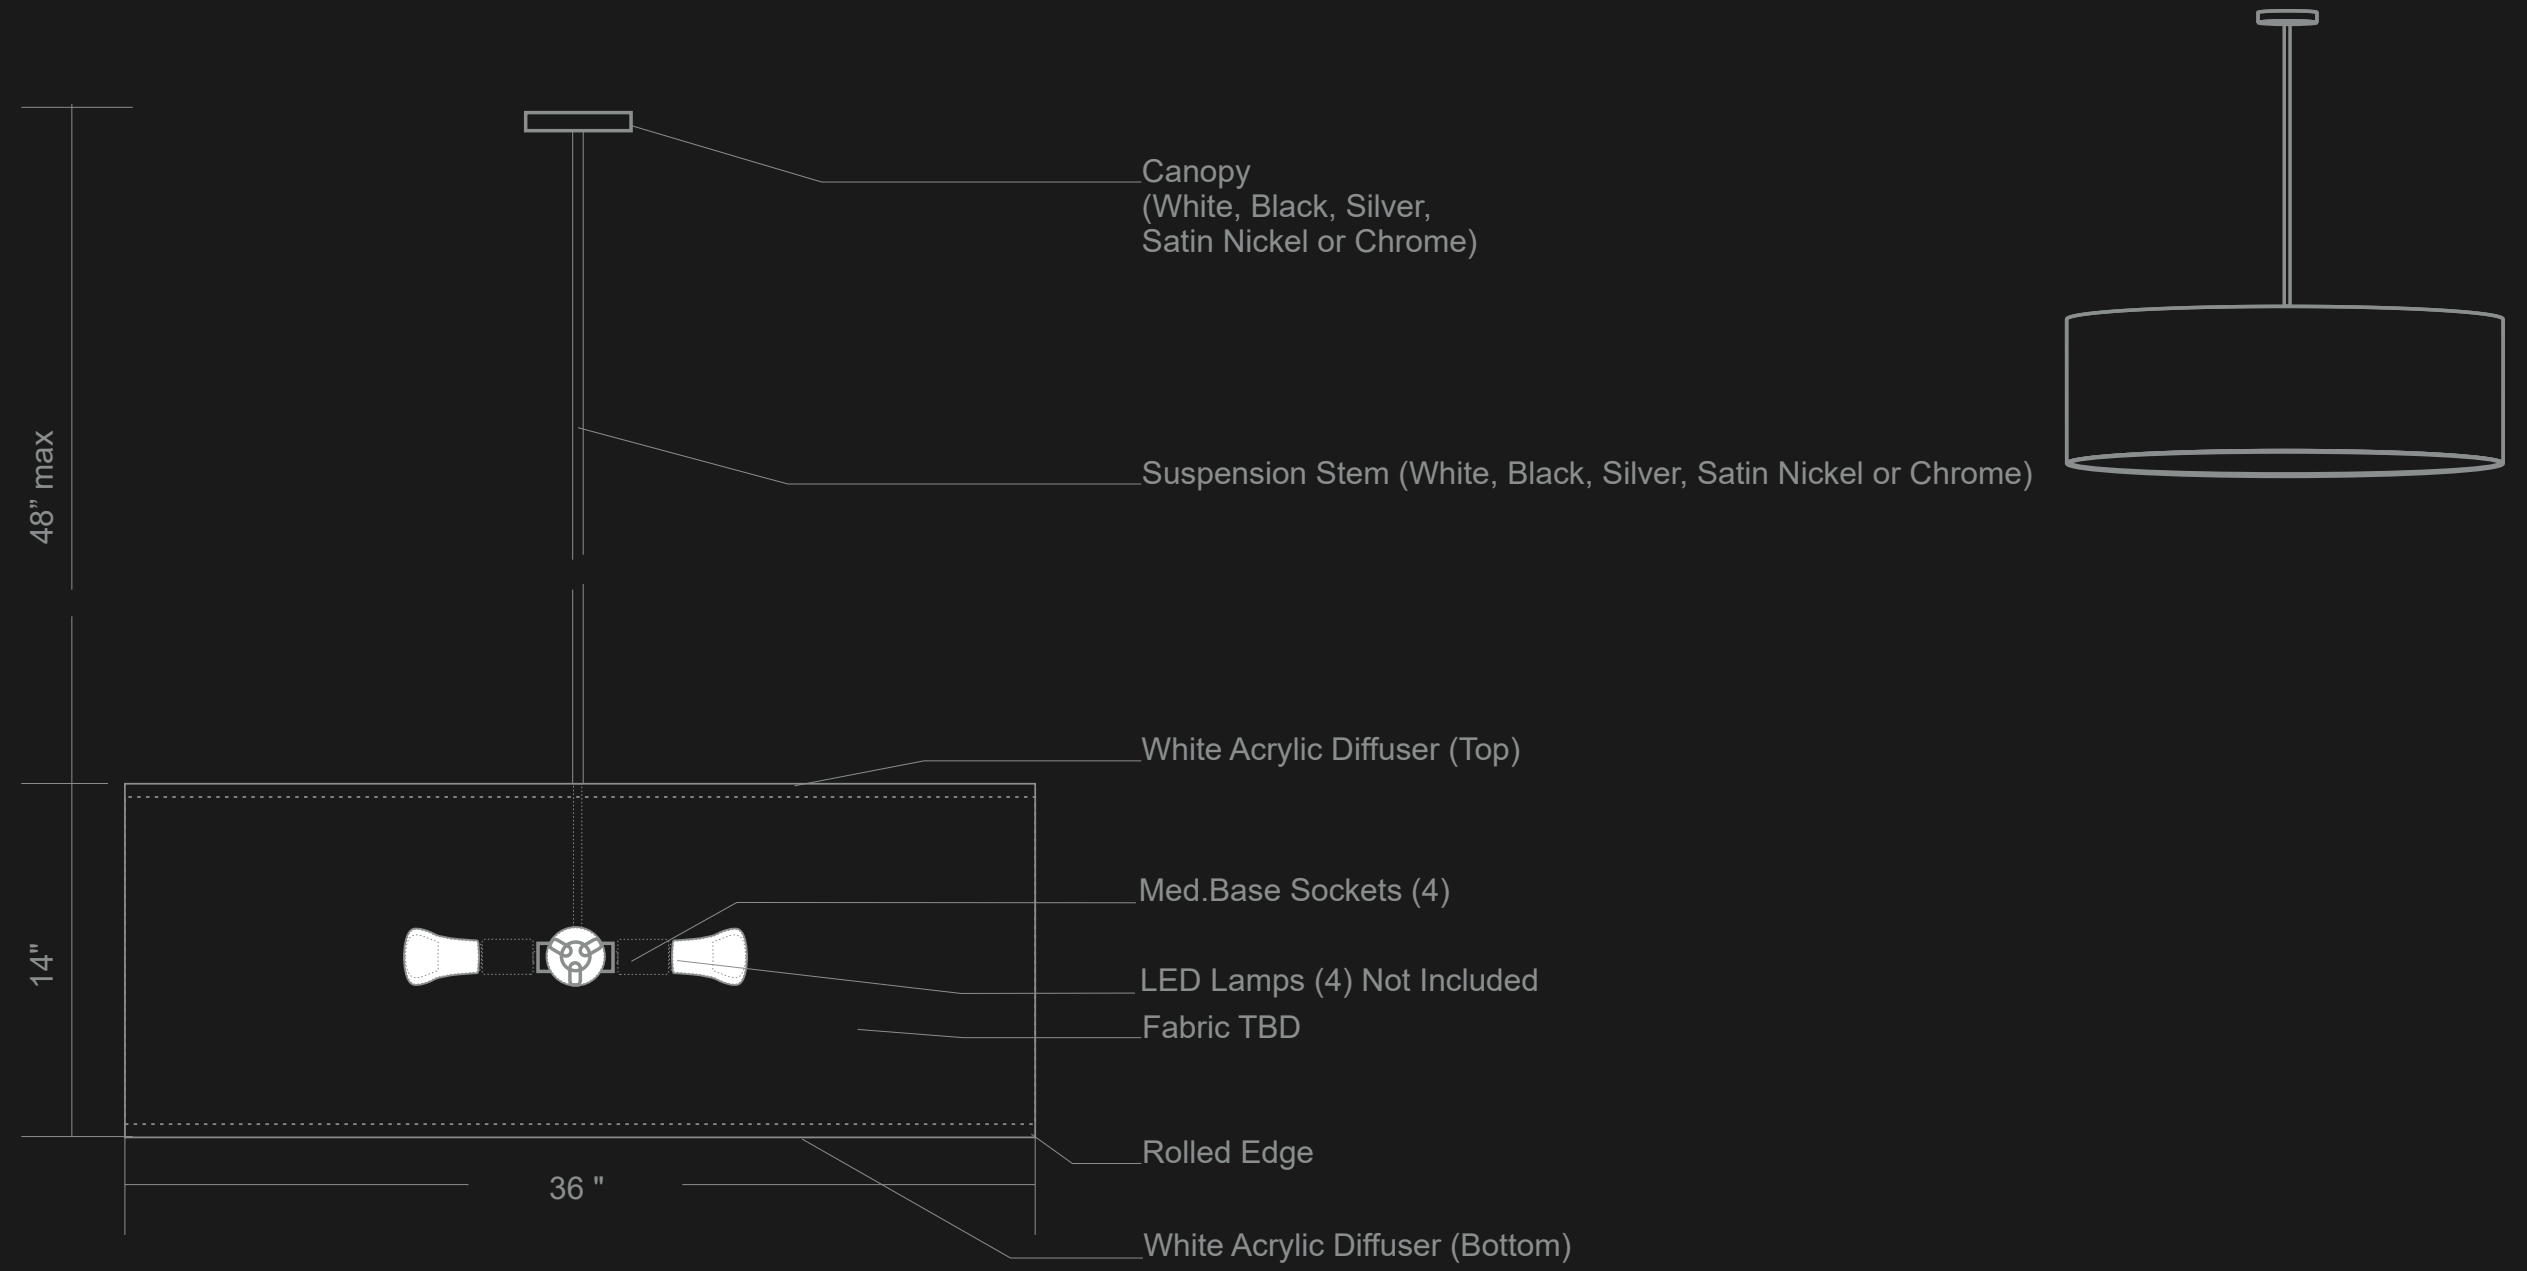 Canopy
(White, Black, Silver,
Satin Nickel or Chrome)
48” max
Suspension Stem (White, Black, Silver, Satin Nickel or Chrome)
White Acrylic Diffuser (Top)
Med.Base Sockets (4)
14"
LED Lamps (4) Not Included
Fabric TBD
Rolled Edge
36 "
White Acrylic Diffuser (Bottom)